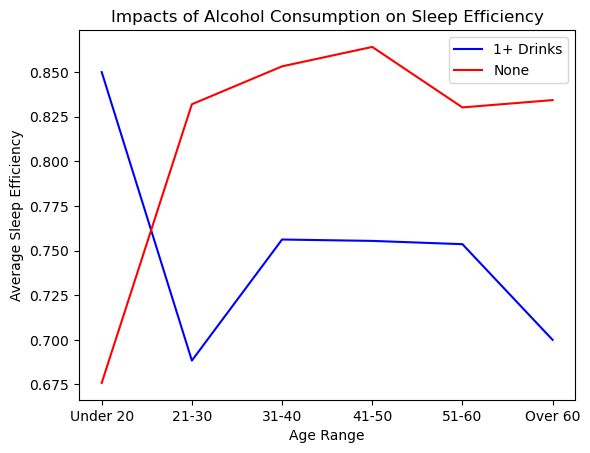 Impacts of Alcohol Consumption on Sleep Efficiency
1+ Drinks
None
Average Sleep Efficiency
0.850
0.825
0.800
0.775
0.750
0.725
0.700
0.675
Under 20 21-30 31-40 41-50 51-60 Over 60
Age Range